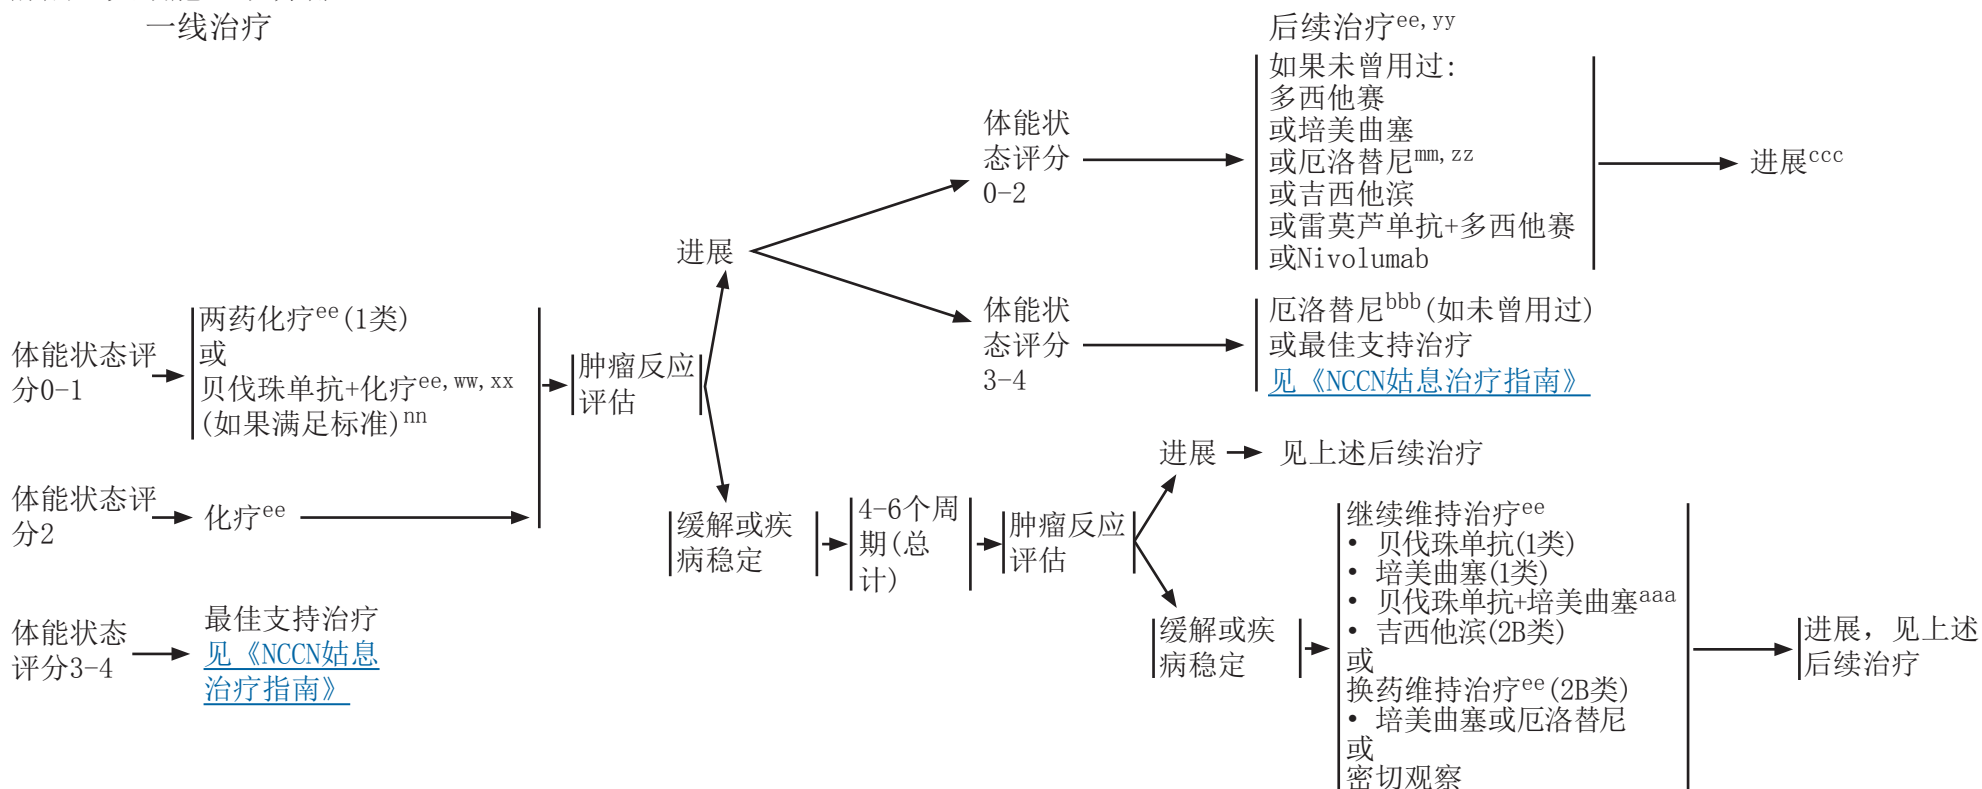 一线治疗
后续治疗ee,yy
如果未曾用过:
多西他赛
或培美曲塞
或厄洛替尼mm,zz
或吉西他滨
或雷莫芦单抗+多西他赛
或Nivolumab
体能状
态评分
0-2
进展ccc
进展
体能状
态评分
3-4
厄洛替尼bbb(如未曾用过)
或最佳支持治疗
见《NCCN姑息治疗指南》
体能状态评
分0-1
两药化疗ee(1类)
或
贝伐珠单抗+化疗ee,ww,xx
(如果满足标准)nn
肿瘤反应
评估
体能状态评
分2
化疗ee
缓解或疾
病稳定
4-6个周
期(总
计)
肿瘤反应
评估
进展
见上述后续治疗
缓解或疾
病稳定
继续维持治疗ee
• 贝伐珠单抗(1类)
• 培美曲塞(1类)
• 贝伐珠单抗+培美曲塞aaa
• 吉西他滨(2B类)
或
换药维持治疗ee(2B类)
• 培美曲塞或厄洛替尼
或
密切观察
进展，见上述
后续治疗
体能状态
评分3-4
最佳支持治疗
见《NCCN姑息
治疗指南》